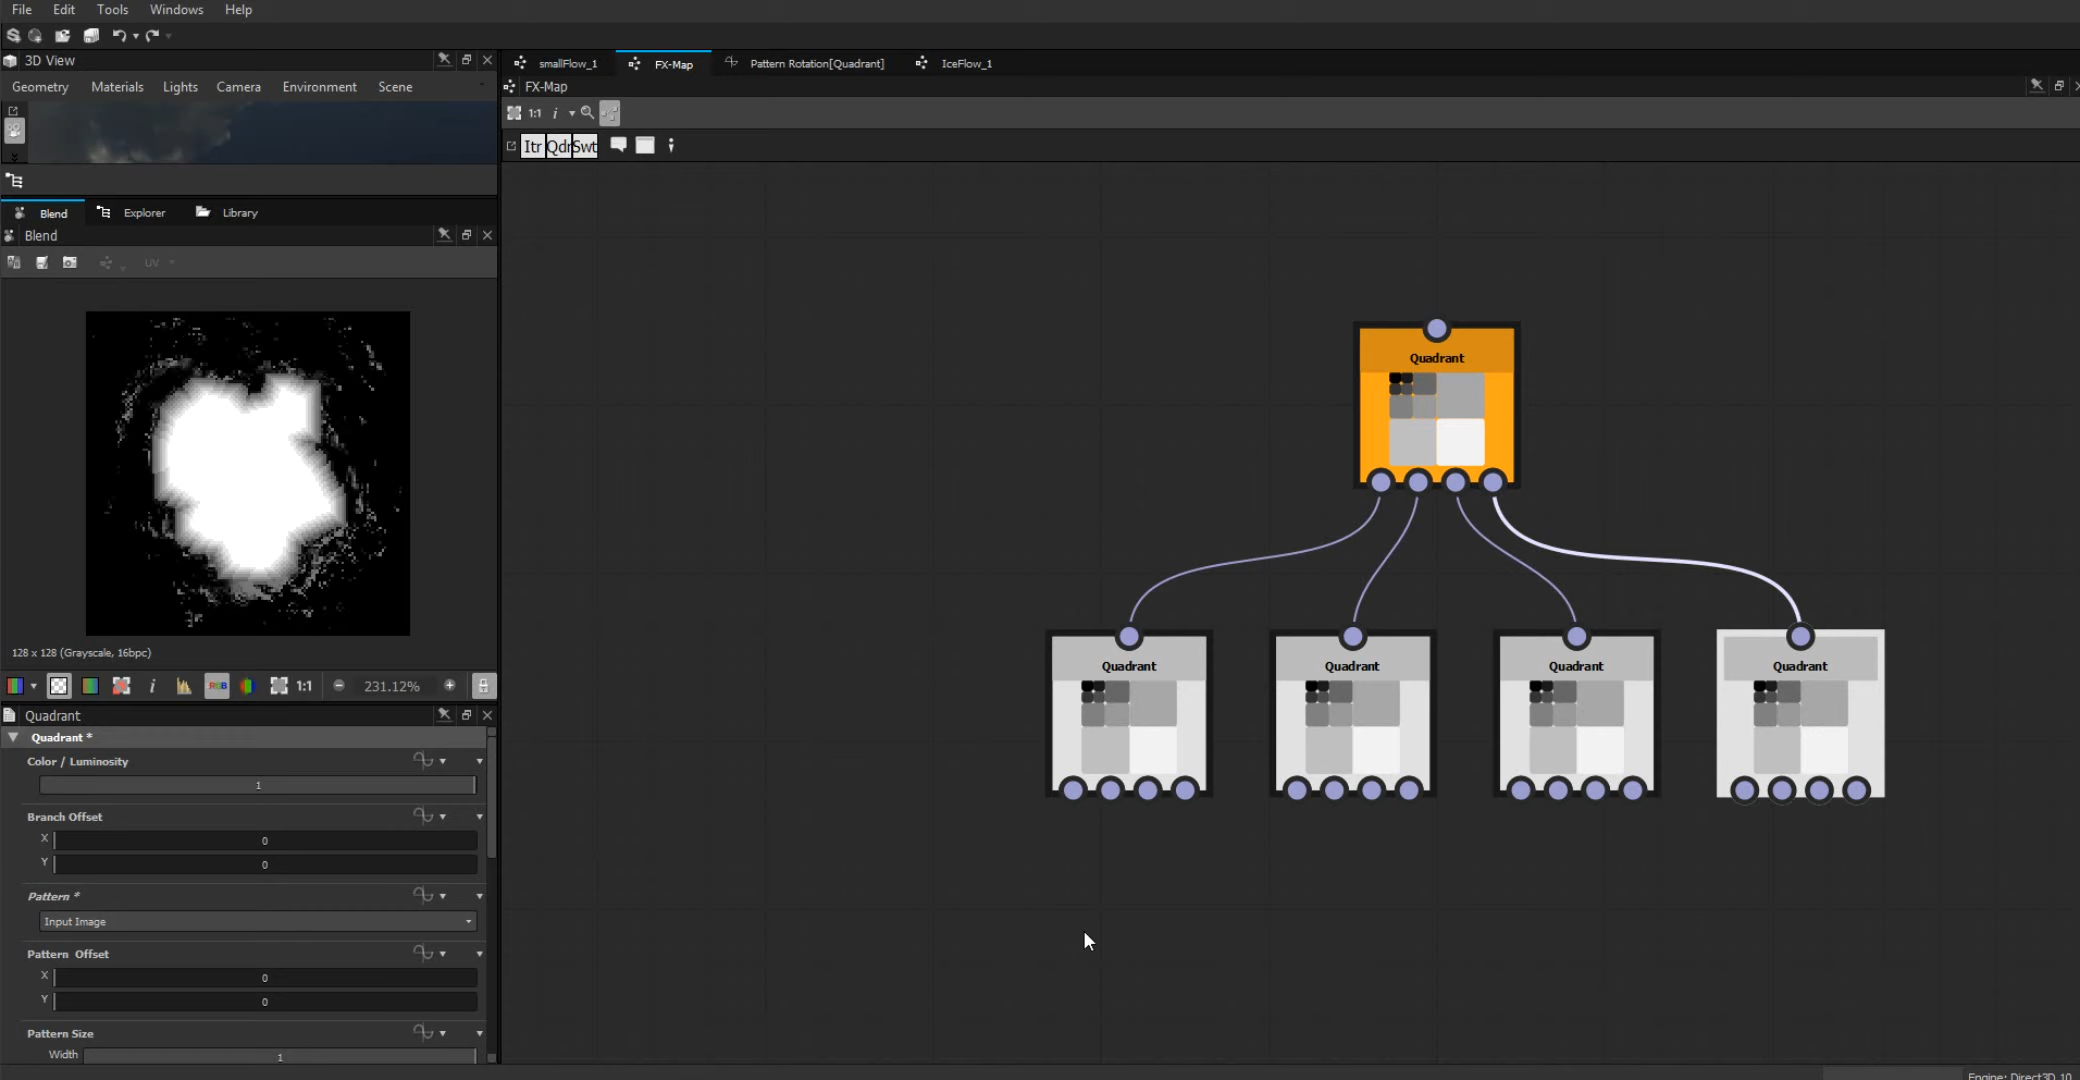 File Edit Tools Windows Help
3D View
Geometry Materials Lights Camera Environment Scene
Blend Explorer Library
Blend
UV
128 x 128 (Grayscale, 16bpc)
i RGB 1:1 231.12%
Quadrant
Quadrant *
Color / Luminosity
1
Branch Offset
X 0
Y 0
Pattern *
Input Image
Pattern Offset
X 0
Y 0
Pattern Size
Width 1
smallFlow_1 FX-Map Pattern Rotation[Quadrant] IceFlow_1
FX-Map
1:1 i
Itr Qdr Swt
Quadrant
Quadrant Quadrant Quadrant Quadrant
Engine: Direct3D 10